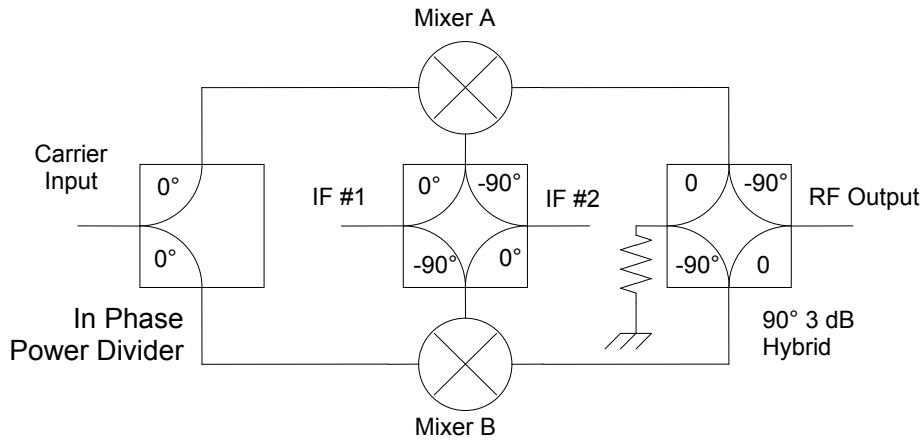 Mixer A
Carrier
Input
0°
0°
In Phase
Power Divider
IF #1
0°
-90°
-90°
0°
IF #2
0
-90°
-90°
0
RF Output
90° 3 dB
Hybrid
Mixer B